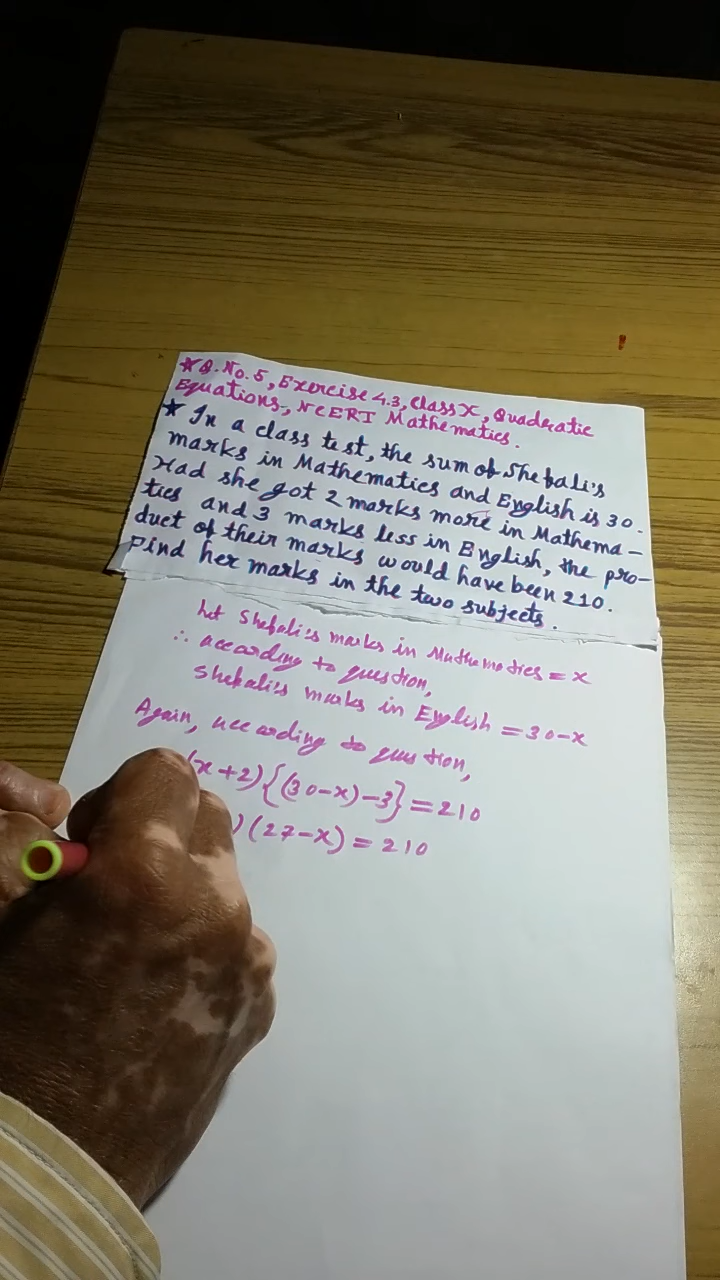 ★Q.No.5, Exercise 4.3, Class X, Quadratic
Equations, NCERT Mathematics.
★ In a class test, the sum of Shefali's
marks in Mathematics and English is 30.
Had she got 2 marks more in Mathema-
tics and 3 marks less in English, the pro-
duct of their marks would have been 210.
Find her marks in the two subjects.
Let Shefali's marks in Mathematics = x
∴ according to question,
Shefali's marks in English = 30-x
Again, according to question,
(x+2){(30-x)-3}=210
)(27-x)=210